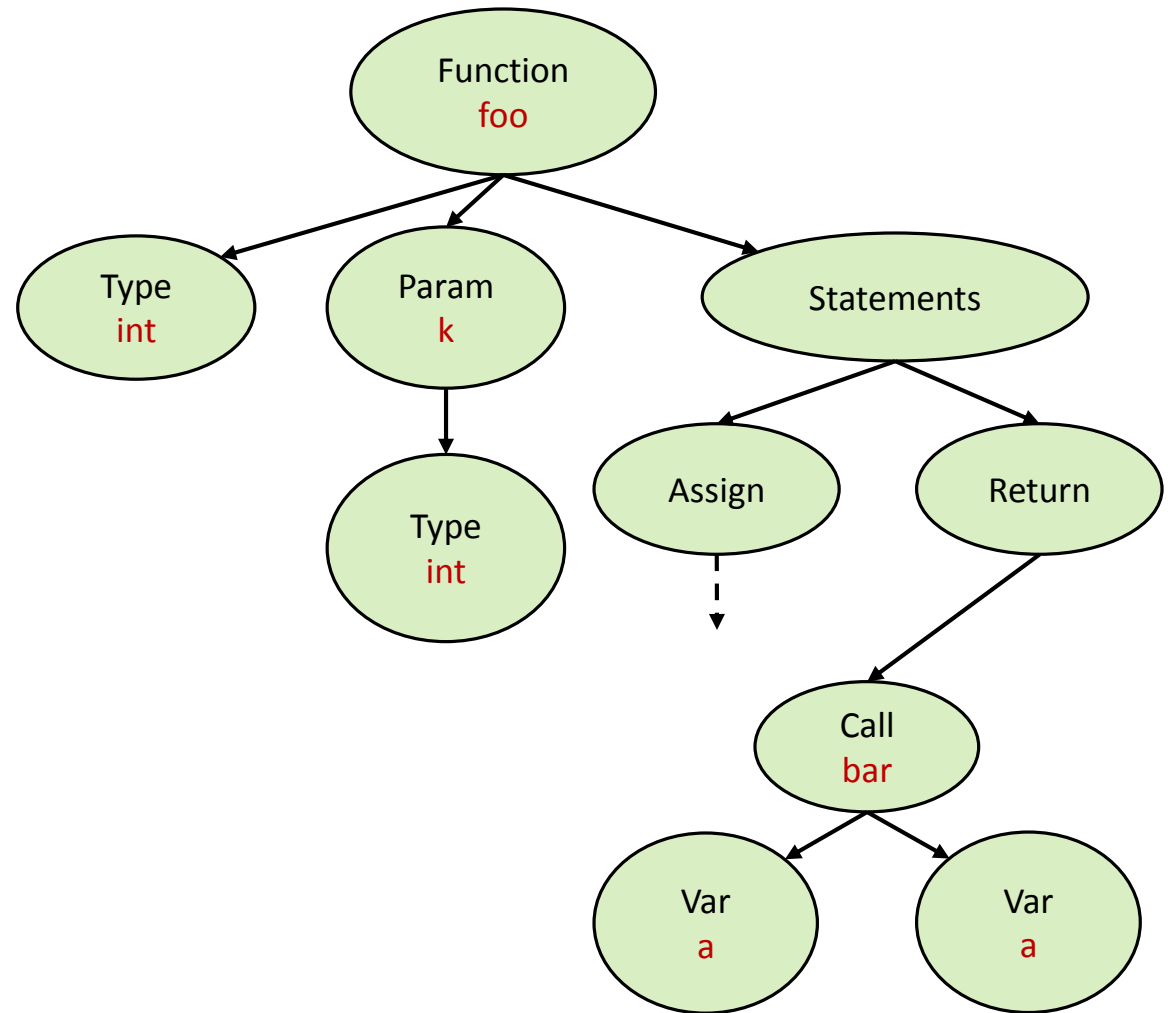 Function
foo
Type
int
Param
k
Statements
Type
int
Assign
Return
Call
bar
Var
a
Var
a